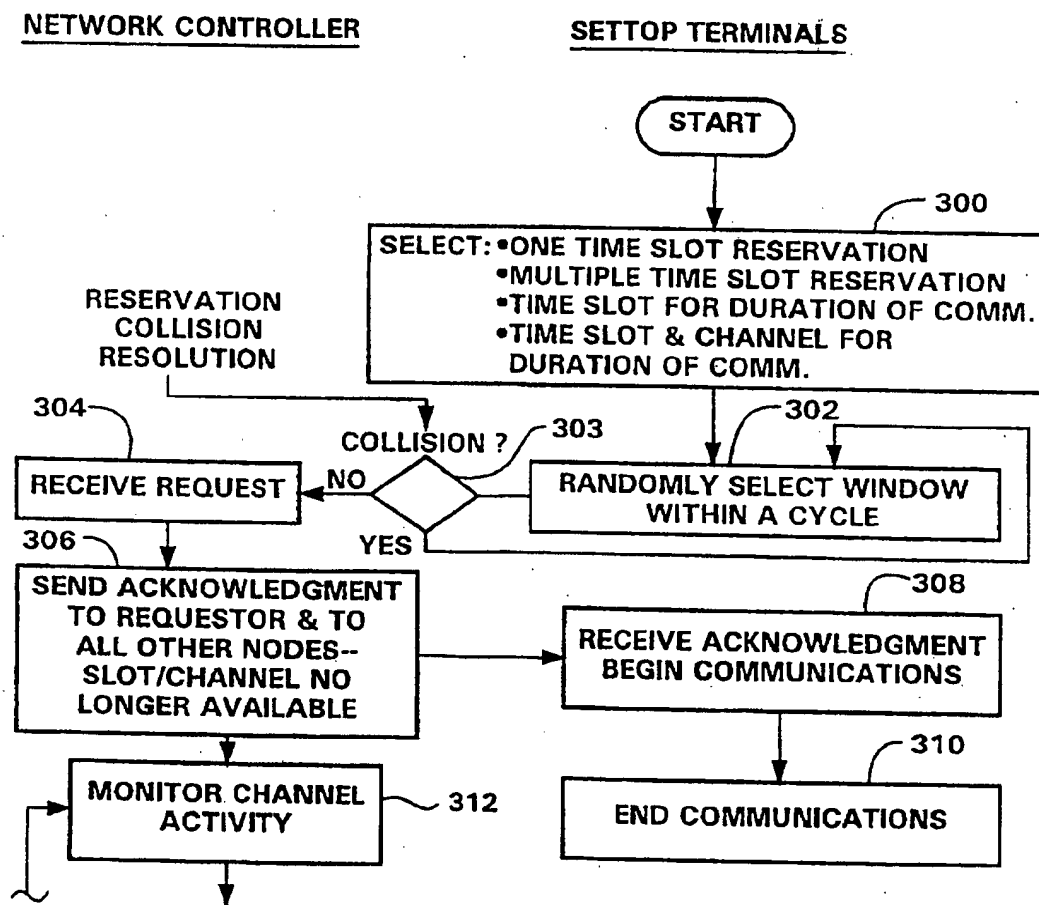 NETWORK CONTROLLER
SETTOP TERMINALS
START
300
SELECT: •ONE TIME SLOT RESERVATION
•MULTIPLE TIME SLOT RESERVATION
•TIME SLOT FOR DURATION OF COMM.
•TIME SLOT & CHANNEL FOR
DURATION OF COMM.
RESERVATION
COLLISION
RESOLUTION
304
COLLISION ?
303
302
RECEIVE REQUEST
NO
RANDOMLY SELECT WINDOW
WITHIN A CYCLE
YES
306
SEND ACKNOWLEDGMENT
TO REQUESTOR & TO
ALL OTHER NODES--
SLOT/CHANNEL NO
LONGER AVAILABLE
308
RECEIVE ACKNOWLEDGMENT
BEGIN COMMUNICATIONS
310
MONITOR CHANNEL
ACTIVITY
312
END COMMUNICATIONS